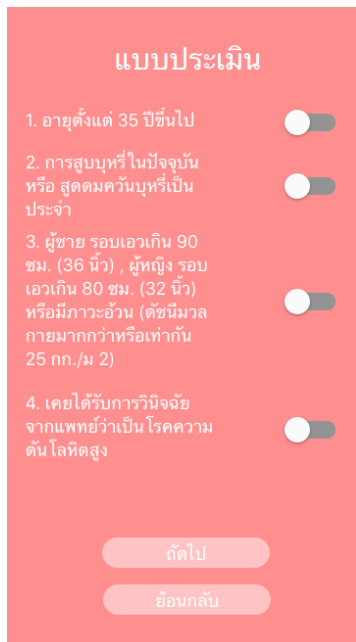 แบบประเมิน
1. อายุตั้งแต่ 35 ปีขึ้นไป
2. การสูบบุหรี่ในปัจจุบัน
หรือ สูดดมควันบุหรี่เป็น
ประจำ
3. ผู้ชาย รอบเอวเกิน 90
ซม. (36 นิ้ว) , ผู้หญิง รอบ
เอวเกิน 80 ซม. (32 นิ้ว)
หรือมีภาวะอ้วน (ดัชนีมวล
กายมากกว่าหรือเท่ากัน
25 กก./ม 2)
4. เคยได้รับการวินิจฉัย
จากแพทย์ว่าเป็นโรคความ
ดันโลหิตสูง
ถัดไป
ย้อนกลับ